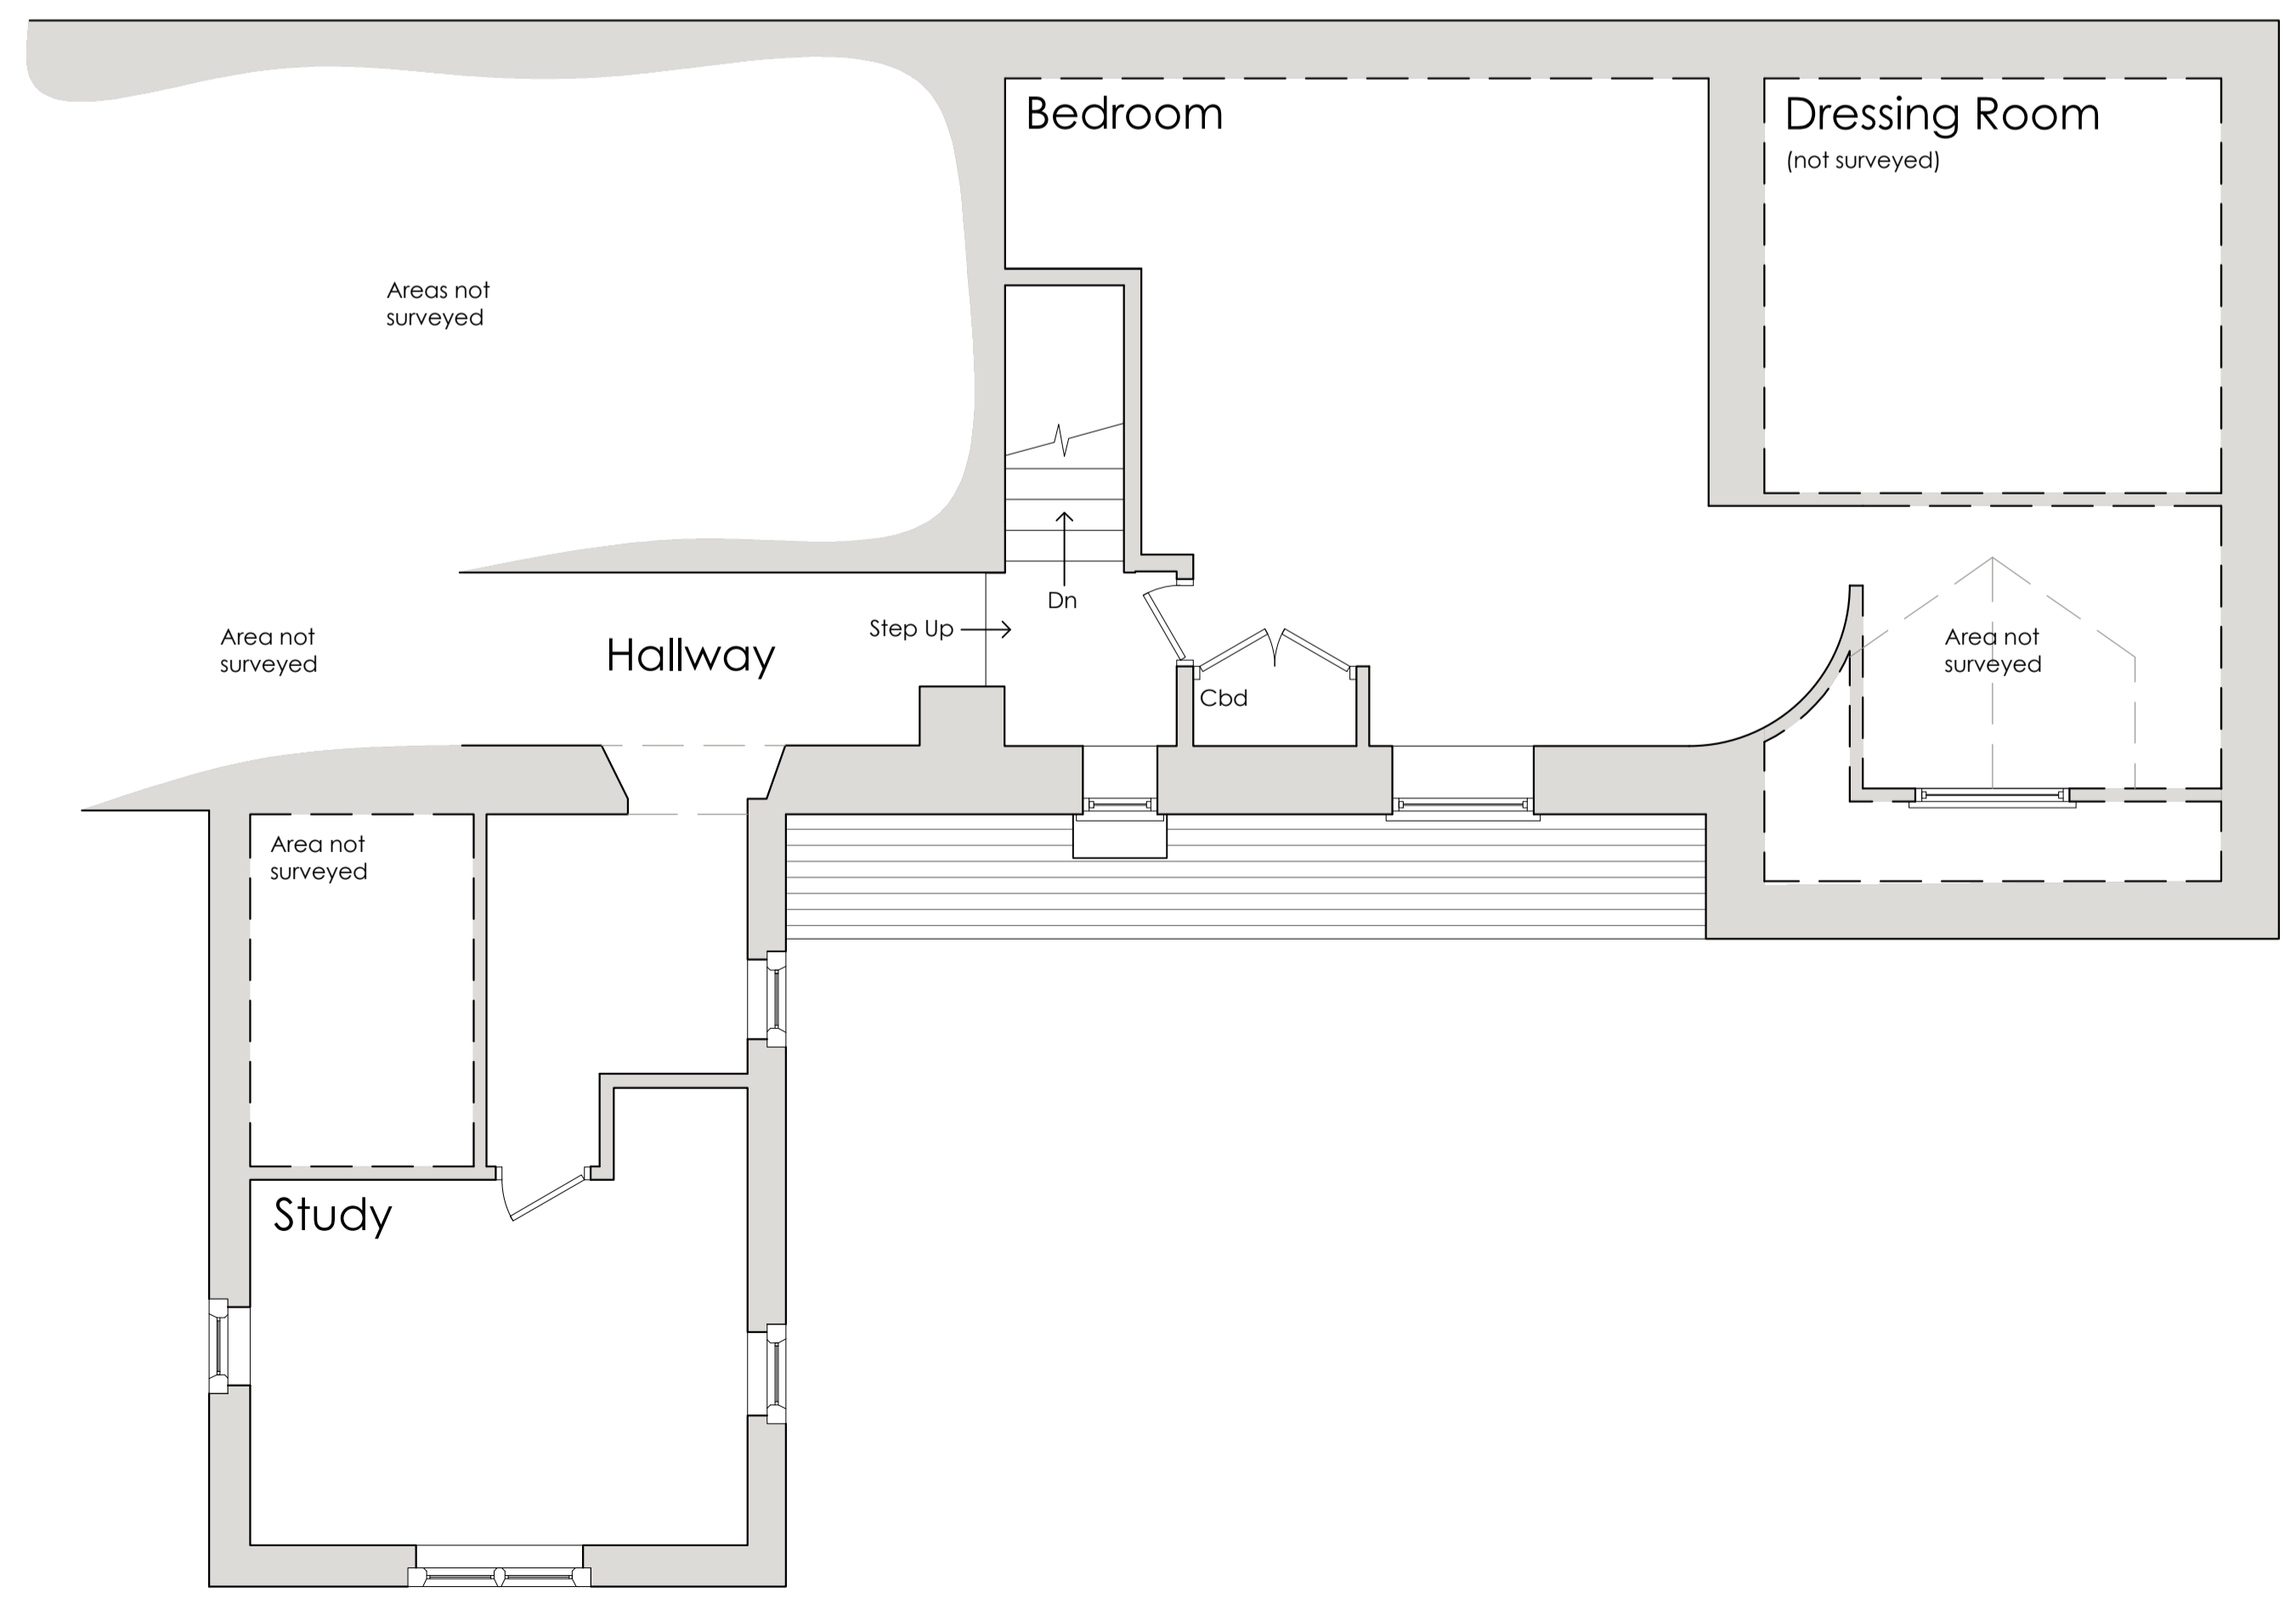 Bedroom
Dressing Room
(not surveyed)
Areas not
surveyed
Dn
Step Up
Hallway
Area not
surveyed
Area not
surveyed
Cbd
Area not
surveyed
Study